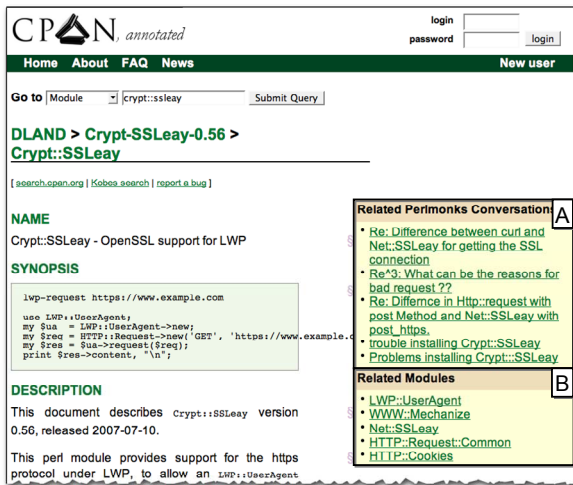 CPAN, annotated
login
password
login
Home About FAQ News
New user
Go to Module crypt::ssleay Submit Query
DLAND > Crypt-SSLeay-0.56 >
Crypt::SSLeay
[ search.cpan.org | Kobes search | report a bug ]
NAME
Crypt::SSLeay - OpenSSL support for LWP
SYNOPSIS
lwp-request https://www.example.com
use LWP::UserAgent;
my $ua = LWP::UserAgent->new;
my $req = HTTP::Request->new('GET', 'https://www.example.c
my $res = $ua->request($req);
print $res->content, "\n";
DESCRIPTION
This document describes Crypt::SSLeay version
0.56, released 2007-07-10.
This perl module provides support for the https
protocol under LWP, to allow an LWP::UserAgent
Related Perlmonks Conversations
A
• Re: Difference between curl and
Net::SSLeay for getting the SSL
connection
• Re^3: What can be the reasons for
bad request ??
• Re: Differnce in Http::request with
post Method and Net::SSLeay with
post_https.
• trouble installing Crypt::SSLeay
• Problems installing Crypt::SSLeay
Related Modules
B
• LWP::UserAgent
• WWW::Mechanize
• Net::SSLeay
• HTTP::Request::Common
• HTTP::Cookies